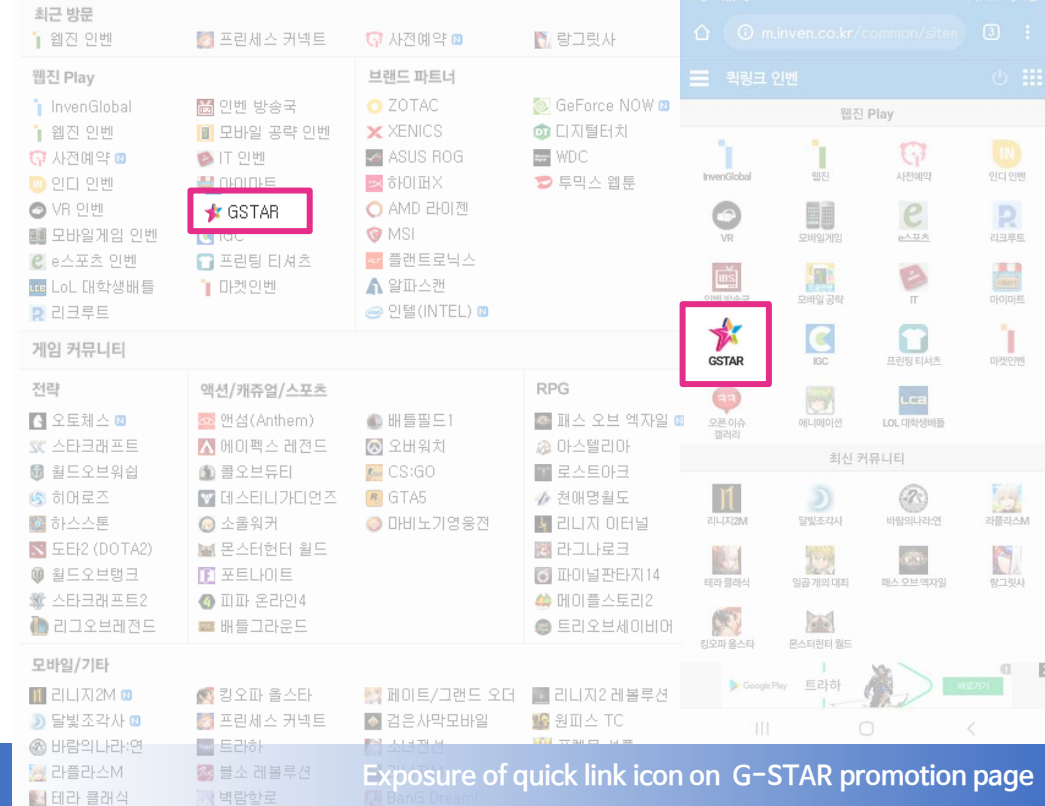 최근 방문
웹진 인벤
프린세스 커넥트
사전예약 N
랑그릿사
웹진 Play
InvenGlobal
웹진 인벤
사전예약 N
인디 인벤
VR 인벤
모바일게임 인벤
e스포츠 인벤
LoL 대학생배틀
리크루트
인벤 방송국
모바일 공략 인벤
IT 인벤
아이마트
GSTAR
IGC
프린팅 티셔츠
마켓인벤
브랜드 파트너
ZOTAC
XENICS
ASUS ROG
하이퍼X
AMD 라이젠
MSI
플랜트로닉스
알파스캔
인텔(INTEL) N
GeForce NOW N
디지털터치
WDC
투믹스 웹툰
게임 커뮤니티
전략
오토체스 N
스타크래프트
월드오브워쉽
히어로즈
하스스톤
도타2 (DOTA2)
월드오브탱크
스타크래프트2
리그오브레전드
액션/캐쥬얼/스포츠
앤섬(Anthem)
에이펙스 레전드
콜오브듀티
데스티니가디언즈
소울워커
몬스터헌터 월드
포트나이트
피파 온라인4
배틀그라운드
배틀필드1
오버워치
CS:GO
GTA5
마비노기영웅전
RPG
패스 오브 엑자일 N
아스텔리아
로스트아크
천애명월도
리니지 이터널
라그나로크
파이널판타지14
메이플스토리2
트리오브세이비어
모바일/기타
리니지2M N
달빛조각사 N
바람의나라:연
라플라스M
테라 클래식
킹오파 올스타
프린세스 커넥트
트라하
블소 레볼루션
벽람항로
페이트/그랜드 오더
검은사막모바일
소녀전선
BanG Dream!
리니지2 레볼루션
원피스 TC
m.inven.co.kr/common/siten
3
퀵링크 인벤
웹진 Play
InvenGlobal
웹진
사전예약
인디 인벤
VR
모바일게임
e스포츠
리크루트
인벤 방송국
모바일 공략
IT
아이마트
GSTAR
IGC
프린팅 티셔츠
마켓인벤
오픈 이슈
갤러리
애니메이션
LOL 대학생배틀
최신 커뮤니티
리니지2M
달빛조각사
바람의나라:연
라플라스M
테라 클래식
일곱 개의 대죄
패스 오브 엑자일
랑그릿사
킹오파 올스타
몬스터헌터 월드
Google Play
트라하
바로가기
Exposure of quick link icon on G-STAR promotion page